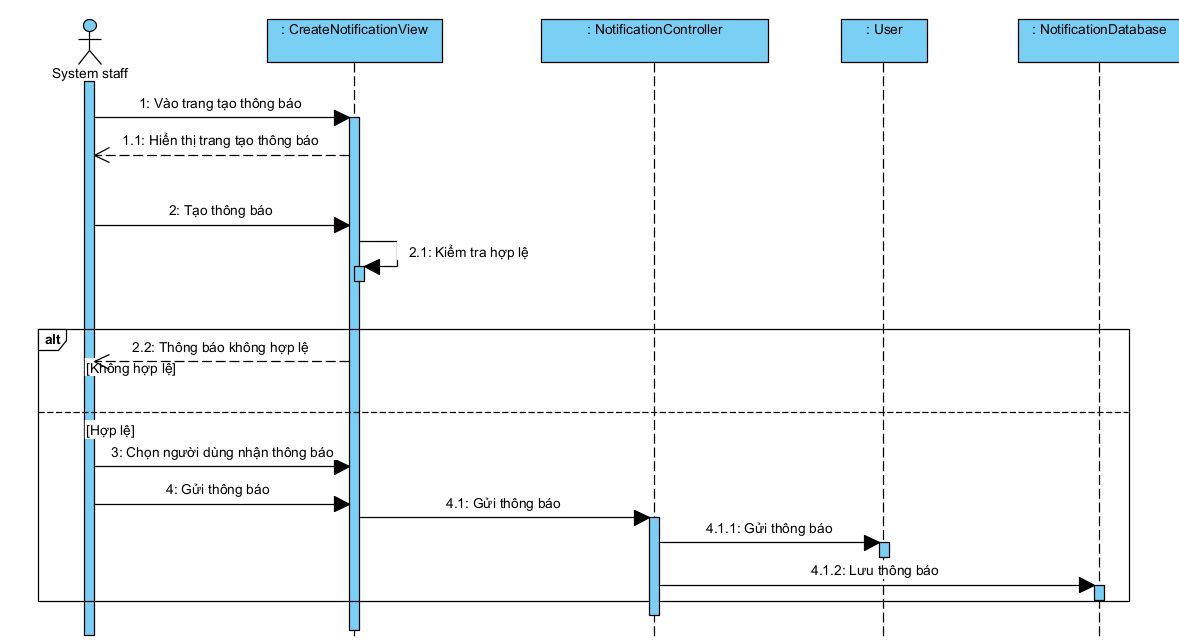 System staff
: CreateNotificationView
: NotificationController
: User
: NotificationDatabase
1: Vào trang tạo thông báo
1.1: Hiển thị trang tạo thông báo
2: Tạo thông báo
2.1: Kiểm tra hợp lệ
alt
2.2: Thông báo không hợp lệ
[Không hợp lệ]
[Hợp lệ]
3: Chọn người dùng nhận thông báo
4: Gửi thông báo
4.1: Gửi thông báo
4.1.1: Gửi thông báo
4.1.2: Lưu thông báo